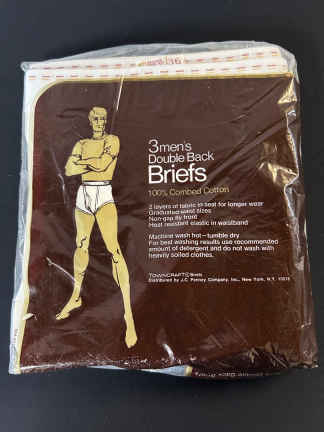 36
3 men's
Double Back
Briefs
100% Combed Cotton
2 layers of fabric in seat for longer wear
Graduated waist sizes
Non-gap fly front
Heat resistant elastic in waistband
Machine wash hot—tumble dry
For best washing results use recommended
amount of detergent and do not wash with
heavily soiled clothes.
TOWNCRAFT® Briefs
Distributed by J.C. Penney Company, Inc., New York, N.Y. 10019